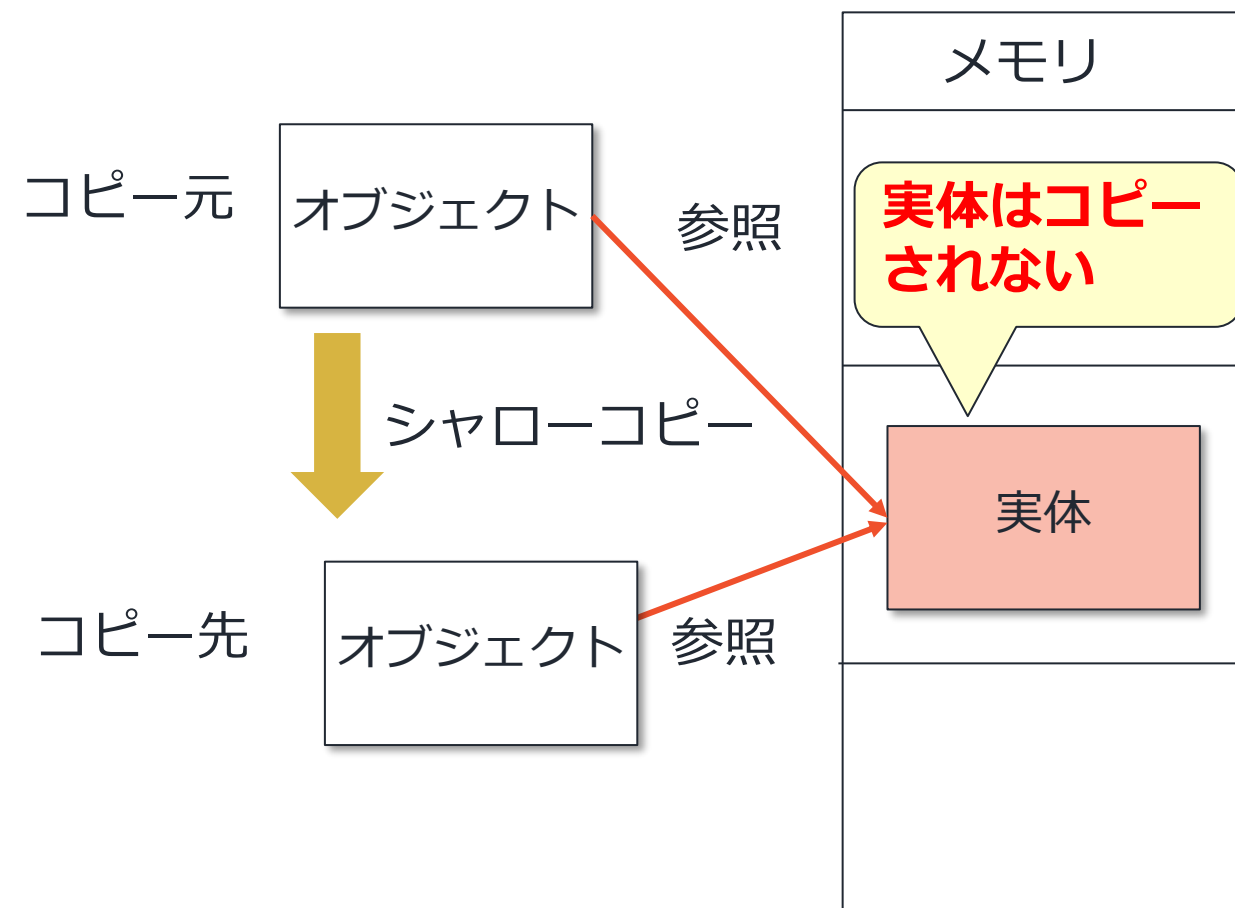 メモリ
コピー元
オブジェクト
参照
実体はコピー
されない
シャローコピー
実体
コピー先
オブジェクト
参照